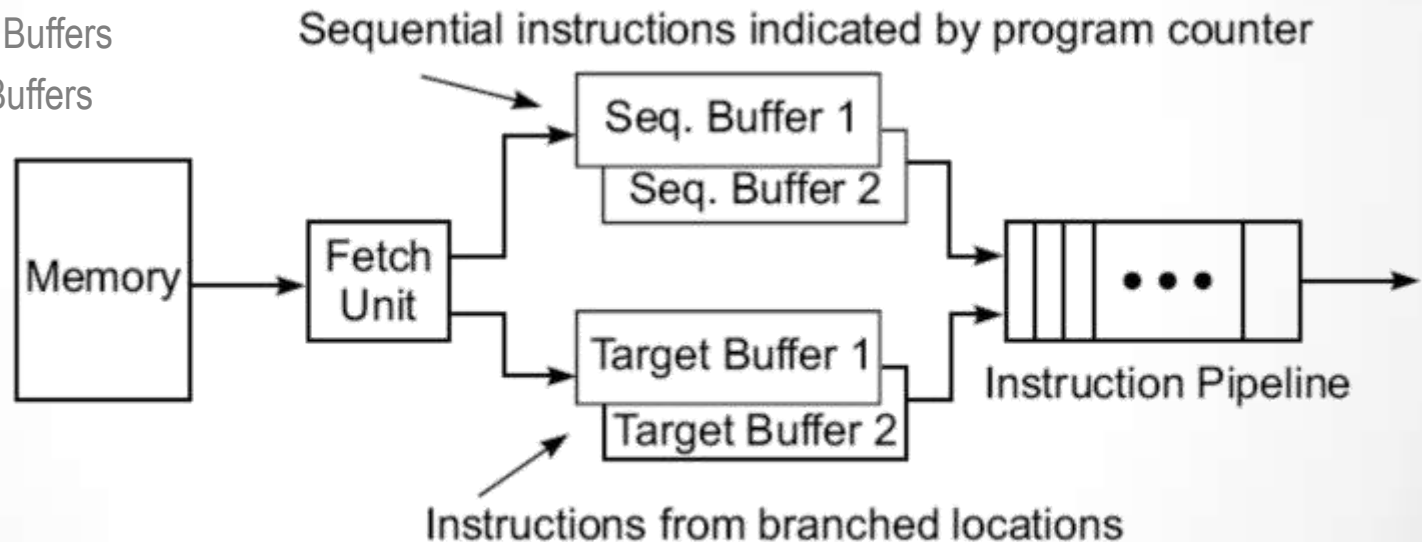 Buffers
Buffers
Sequential instructions indicated by program counter
Seq. Buffer 1
Seq. Buffer 2
Memory
Fetch
Unit
Target Buffer 1
Target Buffer 2
Instruction Pipeline
Instructions from branched locations